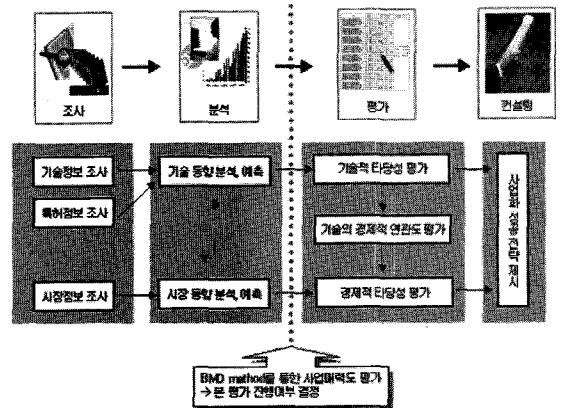 조사
분석
평가
컨설팅
기술정보 조사
특허정보 조사
시장정보 조사
기술 동향 분석, 예측
시장 동향 분석, 예측
기술적 타당성 평가
기술의 경제적 연관도 평가
경제적 타당성 평가
사업화 성공 전략 제시
BMD method를 통한 사업매력도 평가
→ 본 평가 진행여부 결정